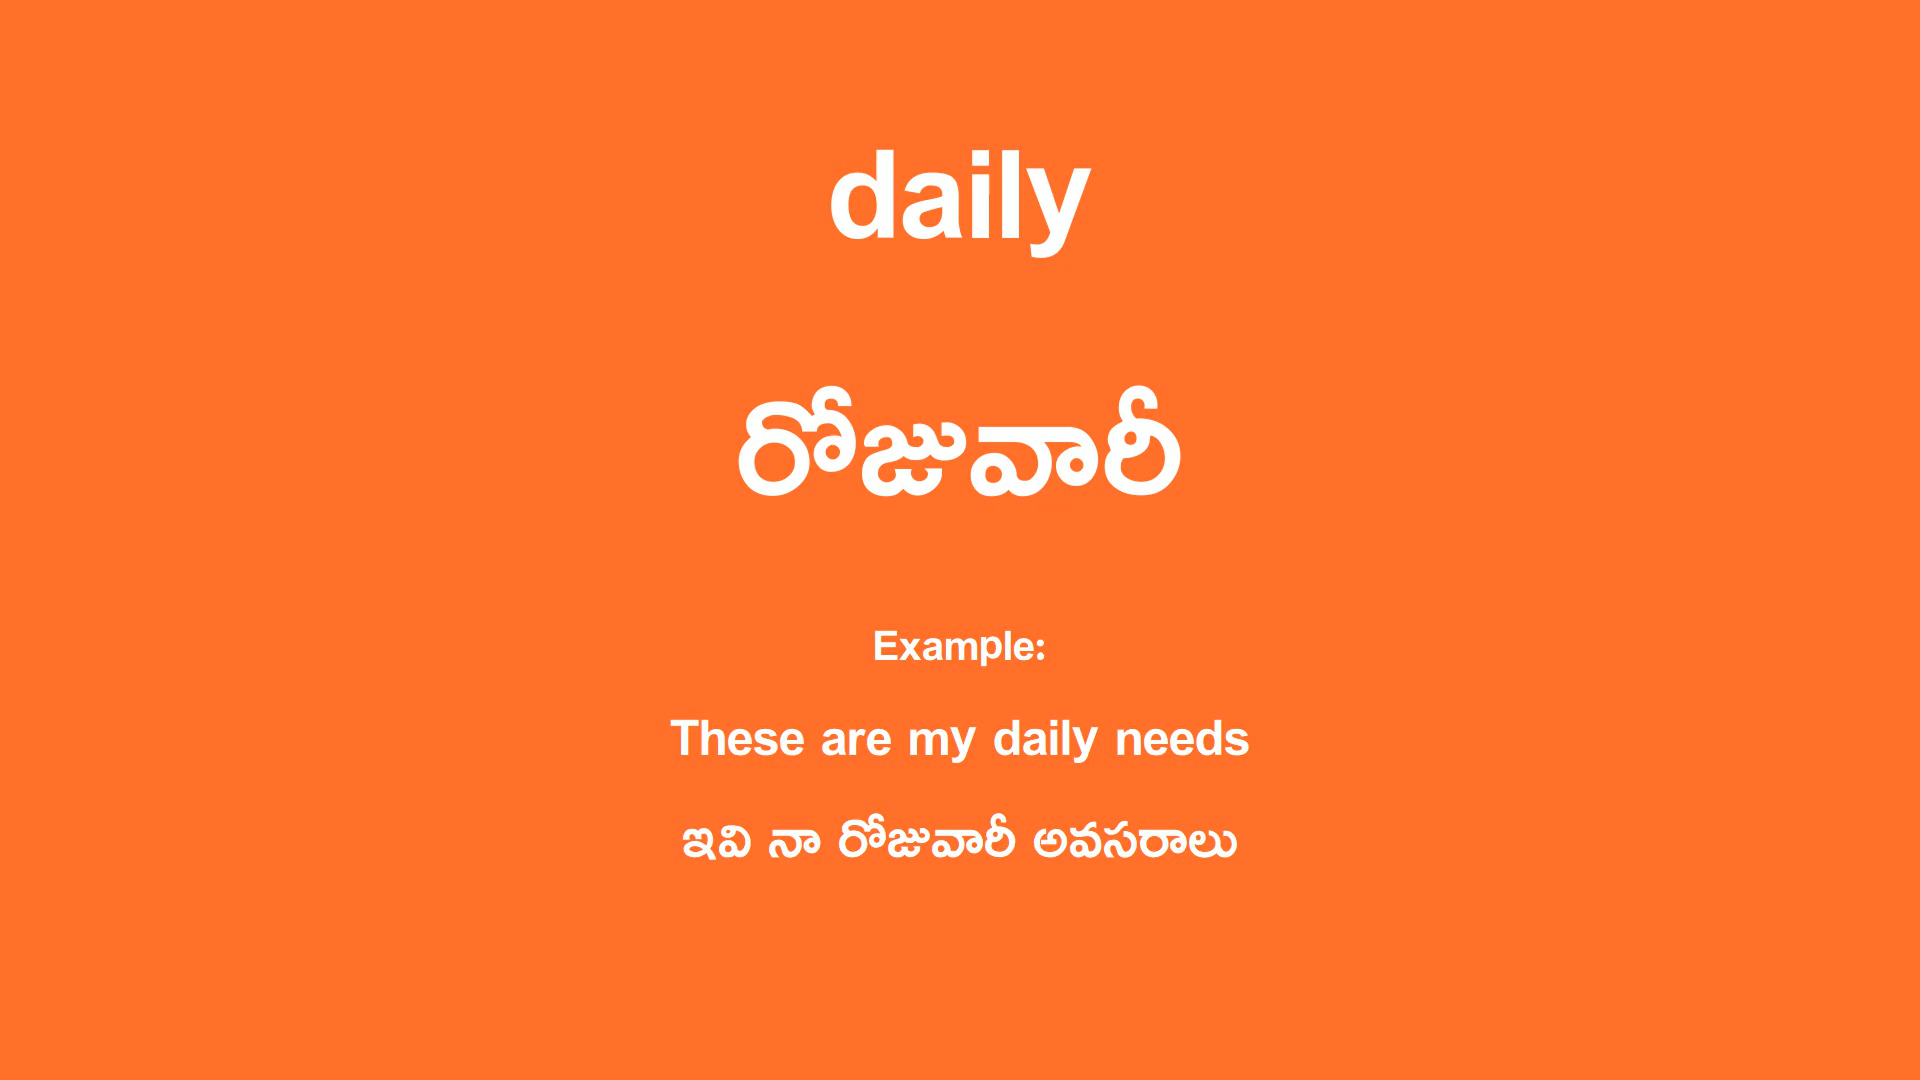 daily
రోజువారీ
Example:
These are my daily needs
ఇవి నా రోజువారీ అవసరాలు